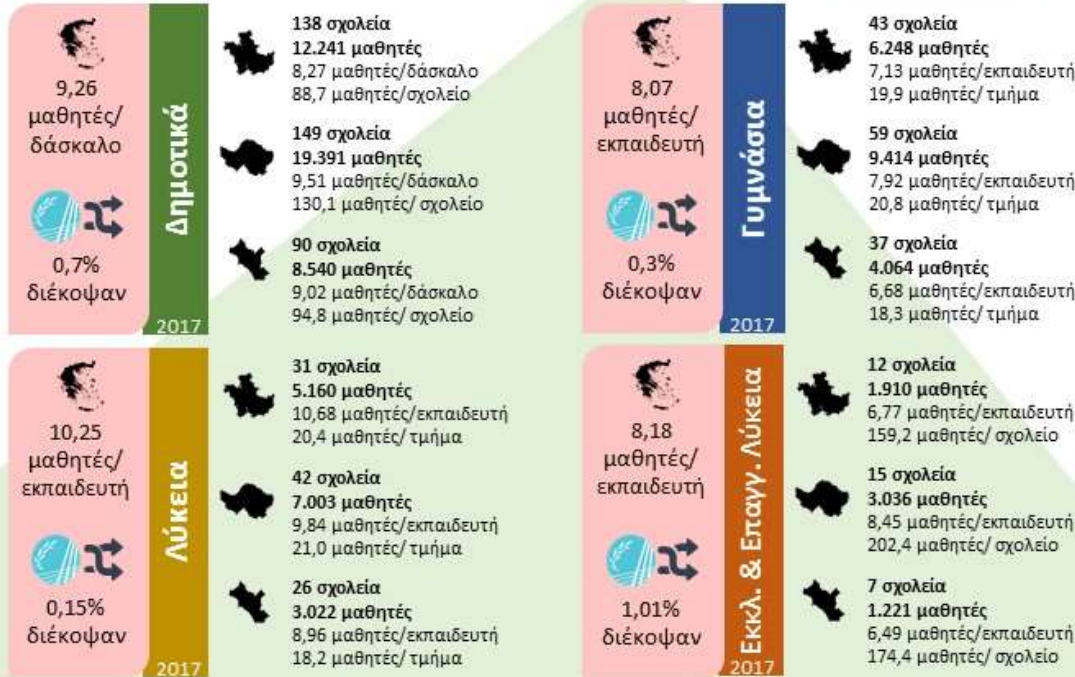 9,26
μαθητές/
δάσκαλο
0,7%
διέκοψαν
Δημοτικά
2017
138 σχολεία
12.241 μαθητές
8,27 μαθητές/δάσκαλο
88,7 μαθητές/σχολείο
149 σχολεία
19.391 μαθητές
9,51 μαθητές/δάσκαλο
130,1 μαθητές/ σχολείο
90 σχολεία
8.540 μαθητές
9,02 μαθητές/δάσκαλο
94,8 μαθητές/ σχολείο
8,07
μαθητές/
εκπαιδευτή
0,3%
διέκοψαν
Γυμνάσια
2017
43 σχολεία
6.248 μαθητές
7,13 μαθητές/εκπαιδευτή
19,9 μαθητές/ τμήμα
59 σχολεία
9.414 μαθητές
7,92 μαθητές/εκπαιδευτή
20,8 μαθητές/ τμήμα
37 σχολεία
4.064 μαθητές
6,68 μαθητές/εκπαιδευτή
18,3 μαθητές/ τμήμα
10,25
μαθητές/
εκπαιδευτή
0,15%
διέκοψαν
Λύκεια
2017
31 σχολεία
5.160 μαθητές
10,68 μαθητές/εκπαιδευτή
20,4 μαθητές/ τμήμα
42 σχολεία
7.003 μαθητές
9,84 μαθητές/εκπαιδευτή
21,0 μαθητές/ τμήμα
26 σχολεία
3.022 μαθητές
8,96 μαθητές/εκπαιδευτή
18,2 μαθητές/ τμήμα
8,18
μαθητές/
εκπαιδευτή
1,01%
διέκοψαν
Εκκλ. & Επαγγ. Λύκεια
2017
12 σχολεία
1.910 μαθητές
6,77 μαθητές/εκπαιδευτή
159,2 μαθητές/ σχολείο
15 σχολεία
3.036 μαθητές
8,45 μαθητές/εκπαιδευτή
202,4 μαθητές/ σχολείο
7 σχολεία
1.221 μαθητές
6,49 μαθητές/εκπαιδευτή
174,4 μαθητές/ σχολείο